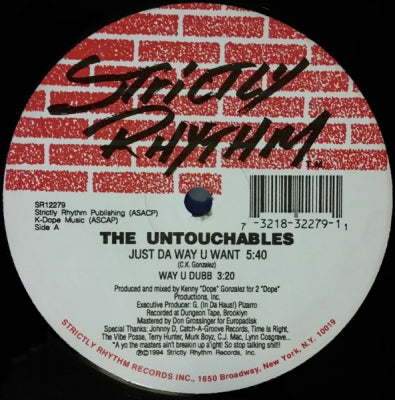 STRICTLY
RHYTHM
T.M.
SR12279
Strictly Rhythm Publishing (ASACP)
K-Dope Music (ASCAP)
Side A
7 -3218-32279-1 1
THE UNTOUCHABLES
JUST DA WAY U WANT 5:40
(C.K. Gonzalez)
WAY U DUBB 3:20
Produced and mixed by Kenny "Dope" Gonzalez for 2 "Dope"
Productions, Inc.
Executive Producer: G. (In Da Haus!) Pizarro
Recorded at Dungeon Tape, Brooklyn
Mastered by Don Grossinger for Europadisk
Special Thanks: Johnny D, Catch-A-Groove Records, Time Is Right,
The Vibe Posse, Terry Hunter, Murk Boyz, C.J. Mac, Lynn Cosgrave...
"A yo the masters ain't breakin up a'ight! So stop talking shit!!
℗©1994 Strictly Rhythm Records, Inc.
STRICTLY RHYTHM RECORDS INC., 1650 Broadway, New York, N.Y. 10019